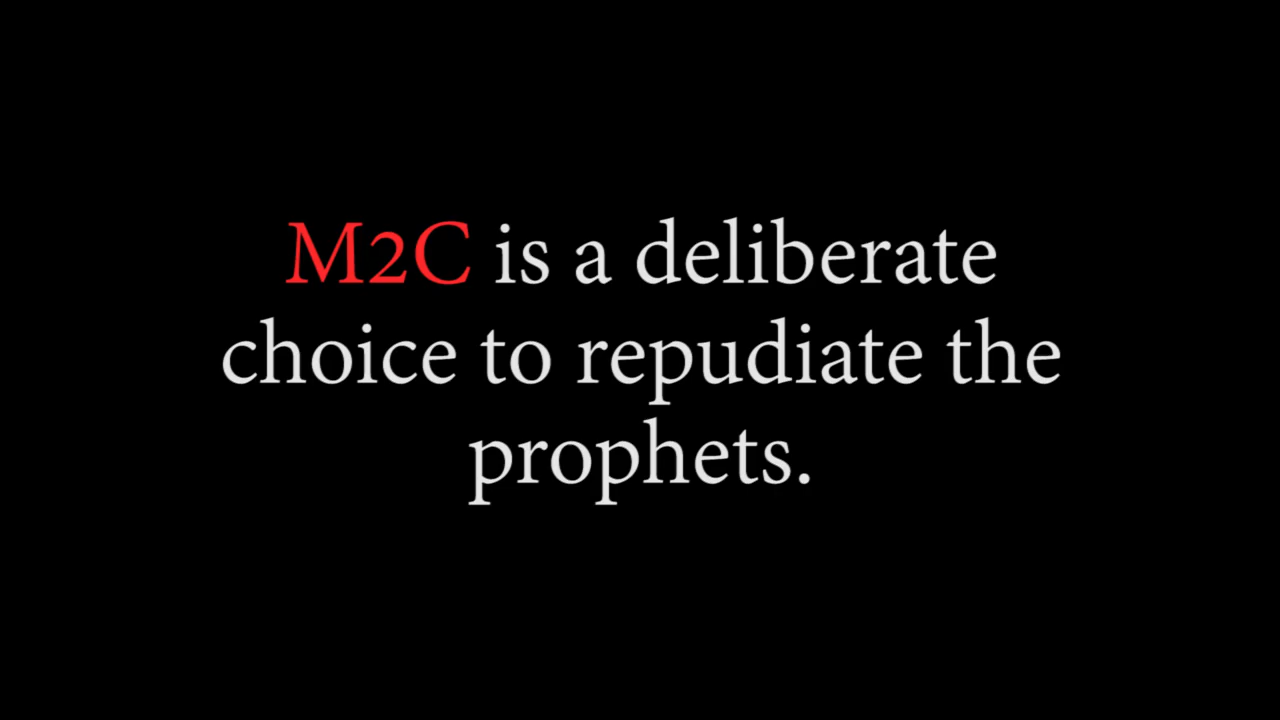 M2C is a deliberate
choice to repudiate the
prophets.